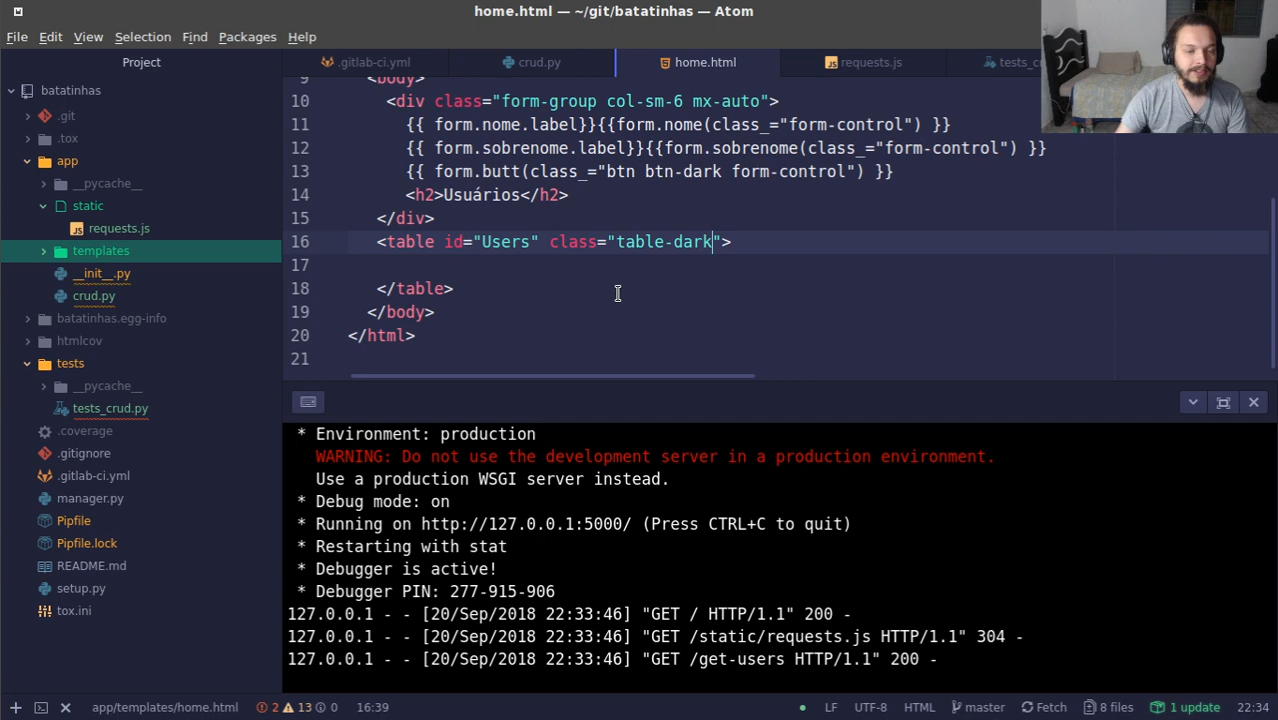 home.html — ~/git/batatinhas — Atom
File Edit View Selection Find Packages Help
Project
.gitlab-ci.yml
crud.py
home.html
requests.js
tests_cr
batatinhas
.git
.tox
app
__pycache__
static
requests.js
templates
__init__.py
crud.py
batatinhas.egg-info
htmlcov
tests
__pycache__
tests_crud.py
.coverage
.gitignore
.gitlab-ci.yml
manager.py
Pipfile
Pipfile.lock
README.md
setup.py
tox.ini
9 <body>
10 <div class="form-group col-sm-6 mx-auto">
11 {{ form.nome.label}}{{form.nome(class_="form-control") }}
12 {{ form.sobrenome.label}}{{form.sobrenome(class_="form-control") }}
13 {{ form.butt(class_="btn btn-dark form-control") }}
14 <h2>Usuários</h2>
15 </div>
16 <table id="Users" class="table-dark">
17
18 </table>
19 </body>
20 </html>
21
* Environment: production
WARNING: Do not use the development server in a production environment.
Use a production WSGI server instead.
* Debug mode: on
* Running on http://127.0.0.1:5000/ (Press CTRL+C to quit)
* Restarting with stat
* Debugger is active!
* Debugger PIN: 277-915-906
127.0.0.1 - - [20/Sep/2018 22:33:46] "GET / HTTP/1.1" 200 -
127.0.0.1 - - [20/Sep/2018 22:33:46] "GET /static/requests.js HTTP/1.1" 304 -
127.0.0.1 - - [20/Sep/2018 22:33:46] "GET /get-users HTTP/1.1" 200 -
app/templates/home.html 2 13 0 16:39 LF UTF-8 HTML master Fetch 8 files 1 update 22:34